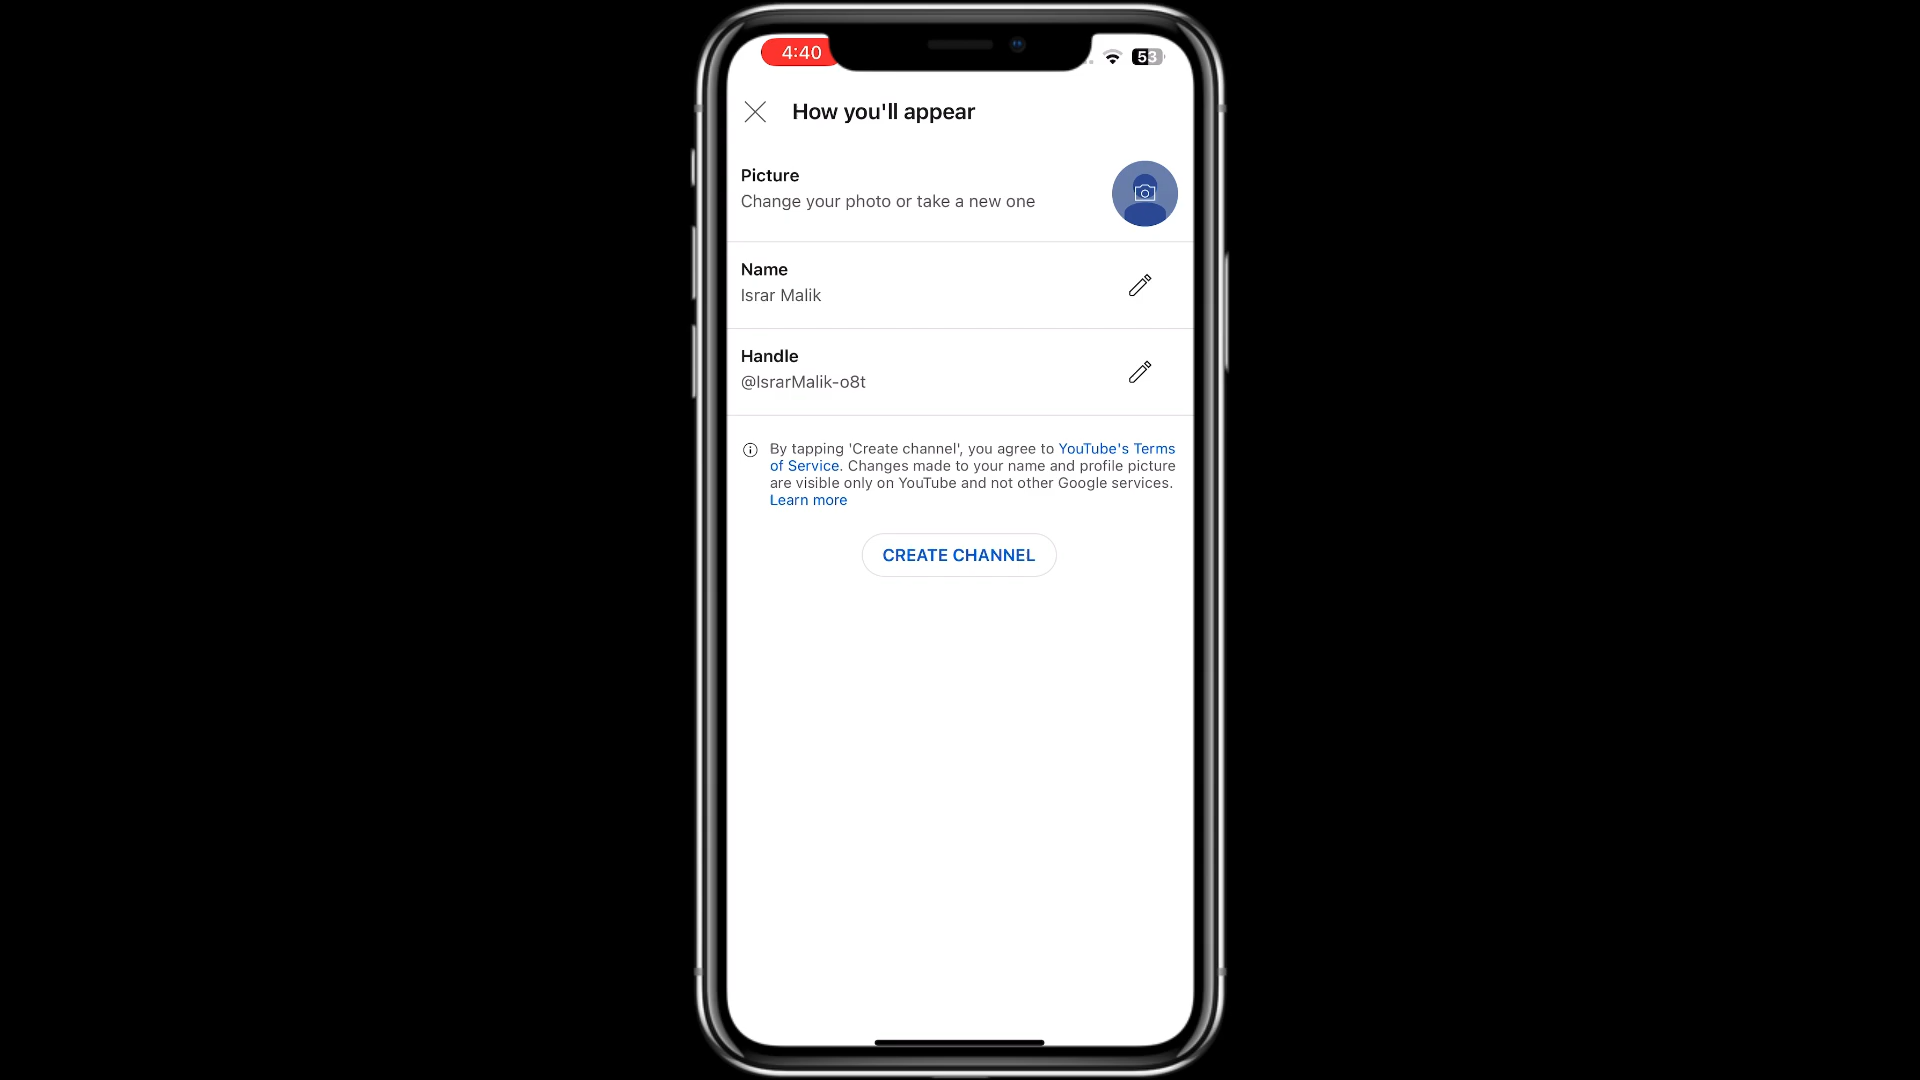 4:40
53
How you'll appear
Picture
Change your photo or take a new one
Name
Israr Malik
Handle
@IsrarMalik-o8t
By tapping 'Create channel', you agree to YouTube's Terms
of Service. Changes made to your name and profile picture
are visible only on YouTube and not other Google services.
Learn more
CREATE CHANNEL